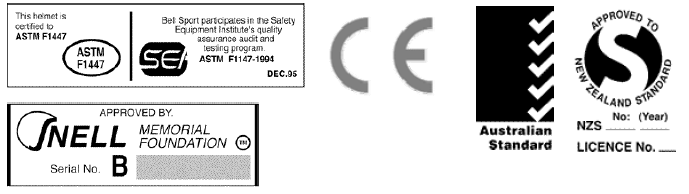 This helmet is
certified to
ASTM F1447
ASTM
F1447
Bell Sport participates in the Safety
Equipment Institute's quality
assurance audit and
testing program.
ASTM F1147-1994
DEC.95
SEI
CE
Australian
Standard
APPROVED TO
NEW ZEALAND STANDARD
No: (Year)
NZS
LICENCE No.
APPROVED BY.
SNELL MEMORIAL
FOUNDATION TM
Serial No. B